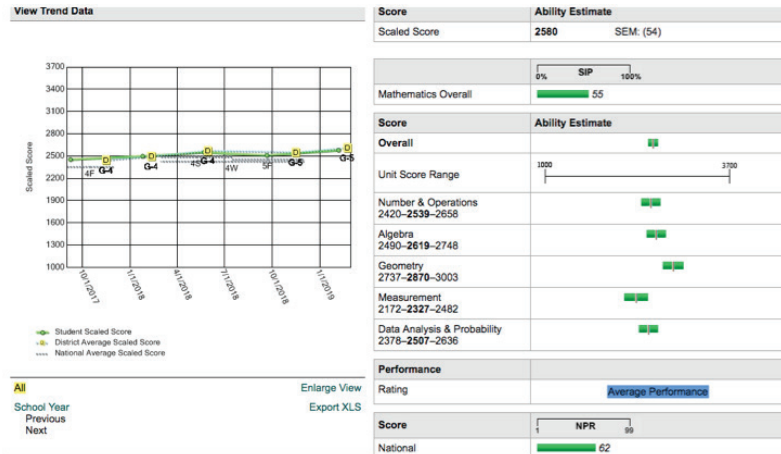 View Trend Data
3700
3400
3100
2800
2500
2200
1900
1600
1300
1000
Scaled Score
4F
G-4
G-4
4S
G-4
4W
5F
G-5
G-5
D
D
D
D
D
10/1/2017
1/1/2018
4/1/2018
7/1/2018
10/1/2018
1/1/2019
Student Scaled Score
D District Average Scaled Score
National Average Scaled Score
All
Enlarge View
School Year
Export XLS
Previous
Next
Score Ability Estimate
Scaled Score 2580 SEM: (54)
0% SIP 100%
Mathematics Overall 55
Score Ability Estimate
Overall
Unit Score Range 1000 3700
Number & Operations
2420–2539–2658
Algebra
2490–2619–2748
Geometry
2737–2870–3003
Measurement
2172–2327–2482
Data Analysis & Probability
2378–2507–2636
Performance
Rating Average Performance
Score 1 NPR 99
National 62